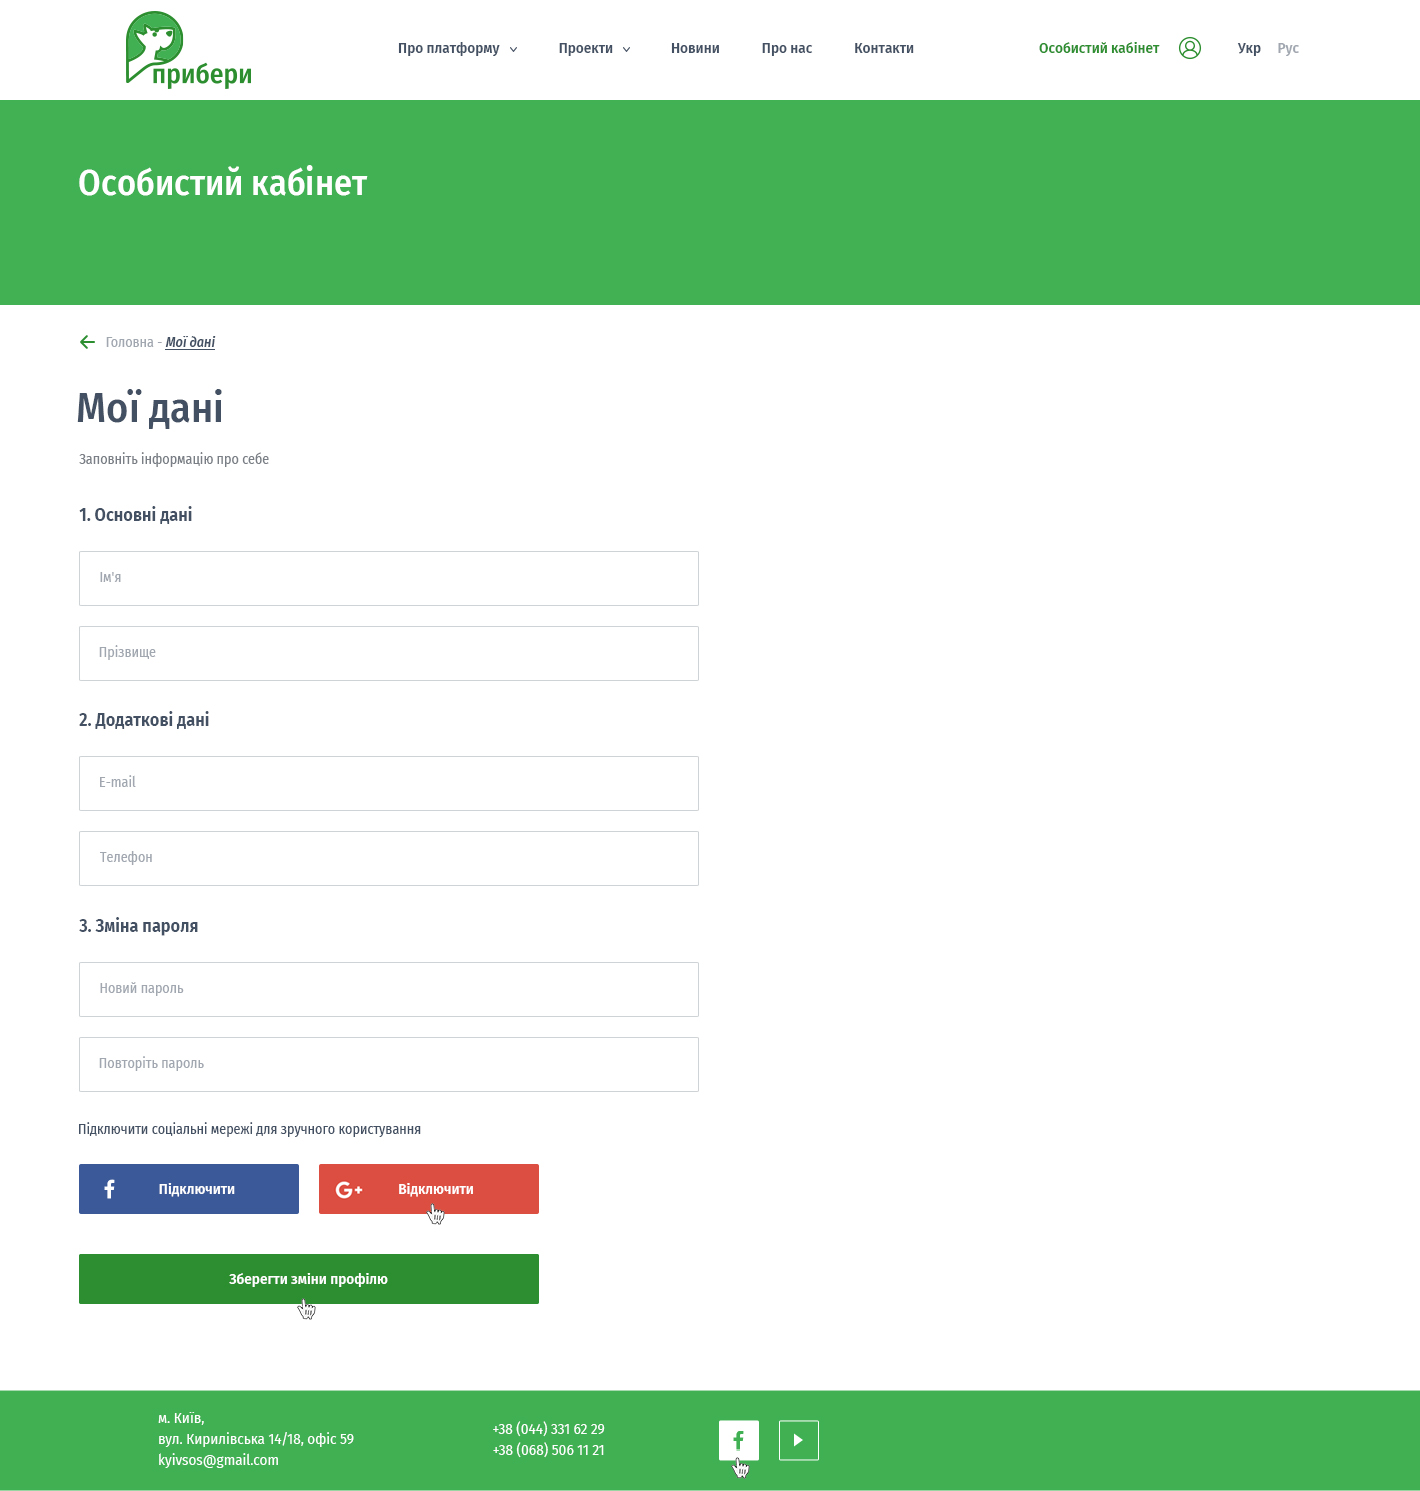 прибери
Про платформу Проекти Новини Про нас Контакти Особистий кабінет Укр Рус
Особистий кабінет
Головна - Мої дані
Мої дані
Заповніть інформацію про себе
1. Основні дані
Ім'я
Прізвище
2. Додаткові дані
E-mail
Телефон
3. Зміна пароля
Новий пароль
Повторіть пароль
Підключити соціальні мережі для зручного користування
f Підключити G+ Відключити
Зберегти зміни профілю
м. Київ,
вул. Кирилівська 14/18, офіс 59
kyivsos@gmail.com
+38 (044) 331 62 29
+38 (068) 506 11 21
f